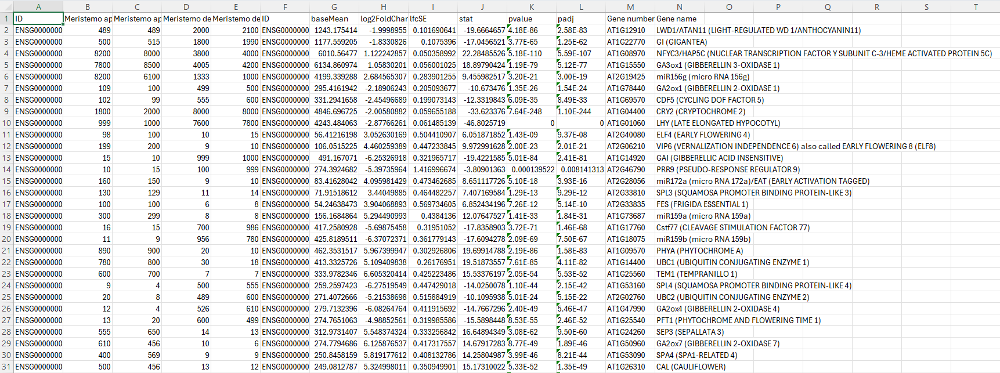 A B C D E F G H I J K L M N O P Q R S T
1 ID Meristemo ap Meristemo ap Meristemo de Meristemo de ID baseMean log2FoldChar lfcSE stat pvalue padj Gene number Gene name
2 ENSG0000000 489 489 2000 2100 ENSG0000000 1243.175414 -1.9998955 0.101690641 -19.6664657 4.18E-86 2.58E-83 AT1G12910 LWD1/ATAN11 (LIGHT-REGULATED WD 1/ANTHOCYANIN11)
3 ENSG0000000 500 515 1800 1990 ENSG0000000 1177.559205 -1.8330826 0.1075396 -17.0456521 3.77E-65 1.25E-62 AT1G22770 GI (GIGANTEA)
4 ENSG0000000 8200 8000 3800 4000 ENSG0000000 6010.56477 1.122242857 0.050358992 22.28485526 5.18E-110 5.59E-107 AT1G08970 NFYC3/HAP5C (NUCLEAR TRANSCRIPTION FACTOR Y SUBUNIT C-3/HEME ACTIVATED PROTEIN 5C)
5 ENSG0000000 7800 8500 4005 4200 ENSG0000000 6134.860974 1.05830201 0.056001025 18.89790424 1.19E-79 5.12E-77 AT1G15550 GA3ox1 (GIBBERELLIN 3-OXIDASE 1)
6 ENSG0000000 8200 6100 1333 1000 ENSG0000000 4199.339288 2.684565307 0.283901255 9.455982517 3.20E-21 3.00E-19 AT2G19425 miR156g (micro RNA 156g)
7 ENSG0000000 109 100 499 500 ENSG0000000 295.4161942 -2.18906243 0.205093677 -10.673476 1.35E-26 1.54E-24 AT1G78440 GA2ox1 (GIBBERELLIN 2-OXIDASE 1)
8 ENSG0000000 102 99 555 600 ENSG0000000 331.2941658 -2.45496689 0.199073143 -12.3319843 6.09E-35 8.49E-33 AT1G69570 CDF5 (CYCLING DOF FACTOR 5)
9 ENSG0000000 1800 2000 8000 8000 ENSG0000000 4846.696725 -2.00580882 0.059655188 -33.623376 7.64E-248 1.10E-244 AT1G04400 CRY2 (CRYPTOCHROME 2)
10 ENSG0000000 999 1000 7600 7800 ENSG0000000 4243.484063 -2.87766261 0.061485139 -46.8025719 0 0 AT1G01060 LHY (LATE ELONGATED HYPOCOTYL)
11 ENSG0000000 98 100 10 15 ENSG0000000 56.41216198 3.052630169 0.504410907 6.051871852 1.43E-09 9.37E-08 AT2G40080 ELF4 (EARLY FLOWERING 4)
12 ENSG0000000 199 200 9 10 ENSG0000000 106.0515225 4.460259389 0.447233845 9.972991628 2.00E-23 2.01E-21 AT2G06210 VIP6 (VERNALIZATION INDEPENDENCE 6) also called EARLY FLOWERING 8 (ELF8)
13 ENSG0000000 15 10 999 1000 ENSG0000000 491.167071 -6.25326918 0.321965717 -19.4221585 5.01E-84 2.41E-81 AT1G14920 GAI (GIBBERELLIC ACID INSENSITIVE)
14 ENSG0000000 10 15 100 999 ENSG0000000 274.3924682 -5.39735964 1.416996674 -3.80901363 0.000139522 0.008141313 AT2G46790 PRR9 (PSEUDO-RESPONSE REGULATOR 9)
15 ENSG0000000 160 150 9 10 ENSG0000000 83.41628042 4.095981429 0.473462685 8.651117726 5.10E-18 3.93E-16 AT2G28056 miR172a (micro RNA 172a)/EAT (EARLY ACTIVATION TAGGED)
16 ENSG0000000 130 129 11 14 ENSG0000000 71.91518612 3.44049885 0.464482257 7.407169584 1.29E-13 9.29E-12 AT2G33810 SPL3 (SQUAMOSA PROMOTER BINDING PROTEIN-LIKE 3)
17 ENSG0000000 100 100 6 8 ENSG0000000 54.24638473 3.904068893 0.569734605 6.852434196 7.26E-12 5.14E-10 AT2G33835 FES (FRIGIDA ESSENTIAL 1)
18 ENSG0000000 300 299 8 8 ENSG0000000 156.1684864 5.294490993 0.4384136 12.07647527 1.41E-33 1.84E-31 AT1G73687 miR159a (micro RNA 159a)
19 ENSG0000000 16 15 700 986 ENSG0000000 417.2580928 -5.69875458 0.31951052 -17.8358903 3.72E-71 1.46E-68 AT1G17760 Cstf77 (CLEAVAGE STIMULATION FACTOR 77)
20 ENSG0000000 11 9 956 780 ENSG0000000 425.8189511 -6.37072371 0.361779143 -17.6094278 2.09E-69 7.50E-67 AT1G18075 miR159b (micro RNA 159b)
21 ENSG0000000 890 900 20 10 ENSG0000000 462.3531517 5.967399947 0.302926806 19.69914788 2.19E-86 1.58E-83 AT1G09570 PHYA (PHYTOCHROME A)
22 ENSG0000000 780 800 30 18 ENSG0000000 413.3325726 5.109409838 0.26176951 19.51873557 7.61E-85 4.11E-82 AT1G14400 UBC1 (UBIQUITIN CONJUGATING ENZYME 1)
23 ENSG0000000 600 700 7 7 ENSG0000000 333.9782346 6.605320414 0.425223486 15.53376197 2.05E-54 5.53E-52 AT1G25560 TEM1 (TEMPRANILLO 1)
24 ENSG0000000 9 4 500 555 ENSG0000000 259.2597423 -6.27519549 0.447429018 -14.0250078 1.10E-44 2.15E-42 AT1G53160 SPL4 (SQUAMOSA PROMOTER BINDING PROTEIN-LIKE 4)
25 ENSG0000000 20 8 489 600 ENSG0000000 271.4072666 -5.21538698 0.515884919 -10.1095938 5.01E-24 5.15E-22 AT2G02760 UBC2 (UBIQUITIN CONJUGATING ENZYME 2)
26 ENSG0000000 12 4 526 610 ENSG0000000 279.7132396 -6.08264764 0.411915692 -14.7667296 2.40E-49 5.46E-47 AT1G47990 GA2ox4 (GIBBERELLIN 2-OXIDASE 4)
27 ENSG0000000 13 20 600 499 ENSG0000000 274.7651063 -4.98852561 0.319985586 -15.5898448 8.53E-55 2.46E-52 AT1G25540 PFT1 (PHYTOCHROME AND FLOWERING TIME 1)
28 ENSG0000000 555 650 14 13 ENSG0000000 312.9731407 5.548374324 0.333256842 16.64894349 3.08E-62 9.50E-60 AT1G24260 SEP3 (SEPALLATA 3)
29 ENSG0000000 610 456 10 6 ENSG0000000 274.7794686 6.125876537 0.417317557 14.67917283 8.77E-49 1.89E-46 AT1G50960 GA2ox7 (GIBBERELLIN 2-OXIDASE 7)
30 ENSG0000000 400 569 9 9 ENSG0000000 250.8458159 5.819177612 0.408132786 14.25804987 3.99E-46 8.21E-44 AT1G53090 SPA4 (SPA1-RELATED 4)
31 ENSG0000000 500 456 13 12 ENSG0000000 249.0812787 5.324998011 0.350949901 15.17310022 5.33E-52 1.35E-49 AT1G26310 CAL (CAULIFLOWER)